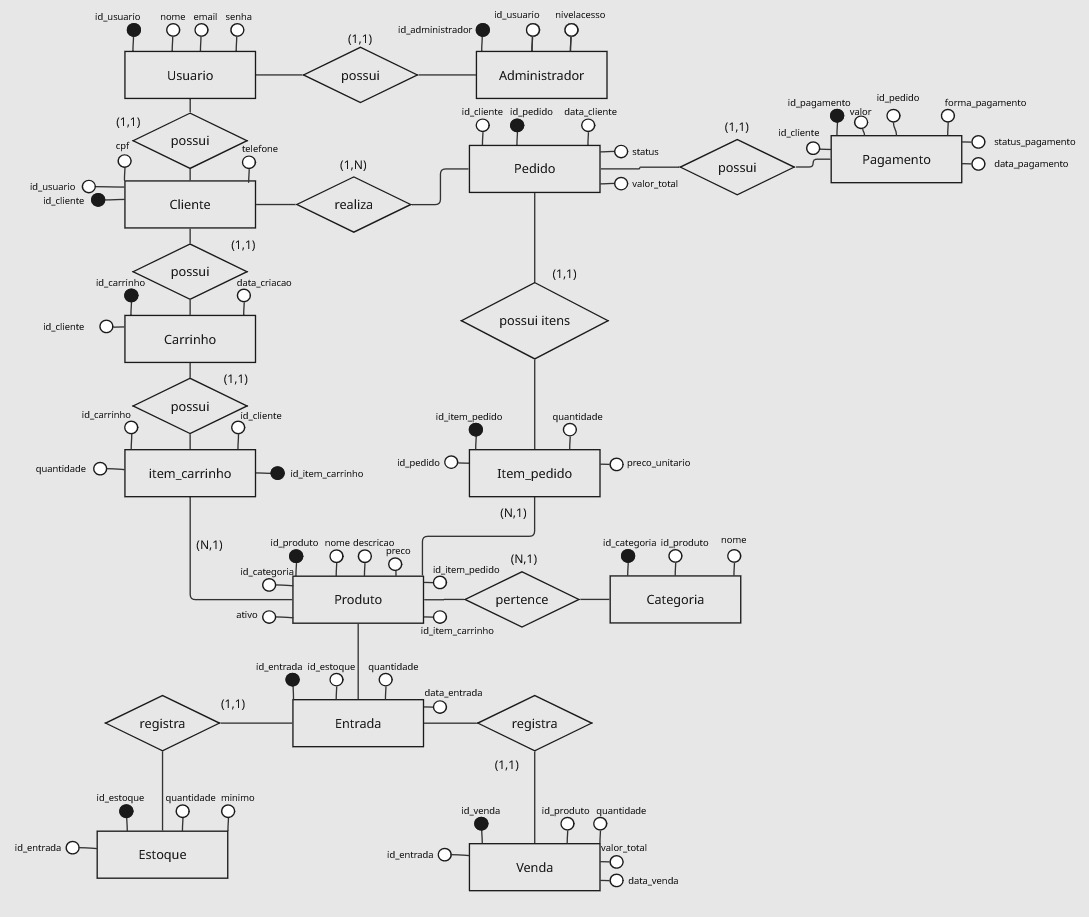 id_usuario nome email senha
Usuario
(1,1)
possui
id_administrador id_usuario nivelacesso
Administrador
(1,1)
possui
cpf telefone
id_usuario
id_cliente
Cliente
(1,N)
realiza
id_cliente id_pedido data_cliente
Pedido
status
valor_total
(1,1)
possui
id_pagamento valor id_pedido forma_pagamento
id_cliente
Pagamento
status_pagamento
data_pagamento
(1,1)
possui
id_carrinho data_criacao
id_cliente
Carrinho
(1,1)
possui itens
(1,1)
possui
id_carrinho id_cliente
quantidade
item_carrinho
id_item_carrinho
id_item_pedido quantidade
id_pedido
Item_pedido
preco_unitario
(N,1)
(N,1)
id_produto nome descricao preco
id_categoria
id_item_pedido
Produto
ativo
id_item_carrinho
(N,1)
pertence
id_categoria id_produto nome
Categoria
id_entrada id_estoque quantidade
data_entrada
Entrada
registra
(1,1)
registra
(1,1)
id_estoque quantidade minimo
id_entrada
Estoque
id_venda id_produto quantidade
id_entrada
Venda
valor_total
data_venda